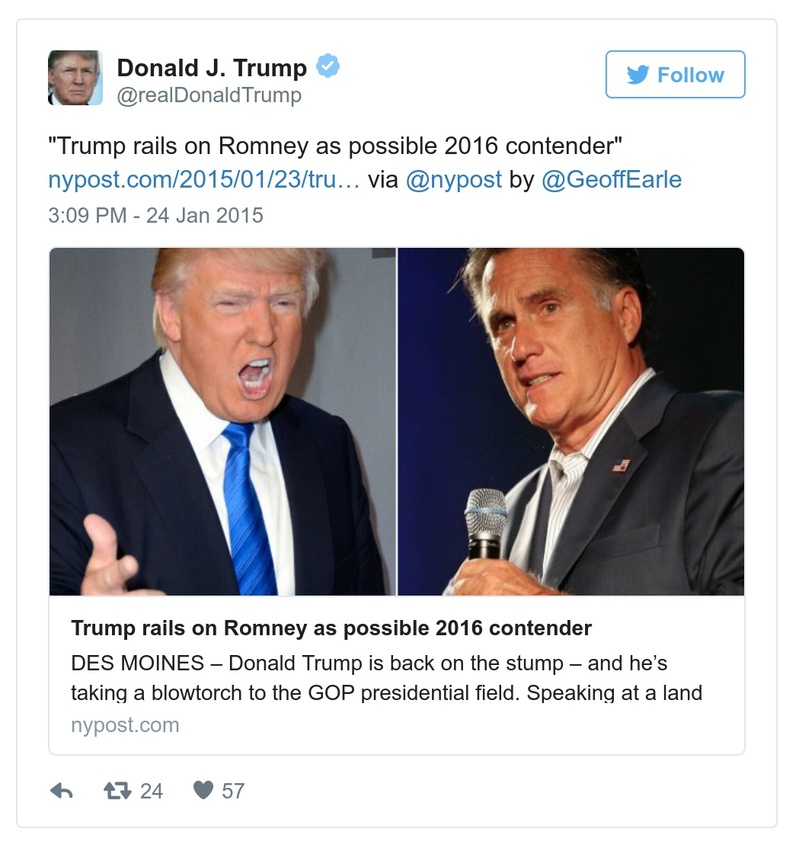 Donald J. Trump
@realDonaldTrump
Follow
"Trump rails on Romney as possible 2016 contender"
nypost.com/2015/01/23/tru… via @nypost by @GeoffEarle
3:09 PM - 24 Jan 2015
Trump rails on Romney as possible 2016 contender
DES MOINES – Donald Trump is back on the stump – and he’s
taking a blowtorch to the GOP presidential field. Speaking at a land
nypost.com
24
57